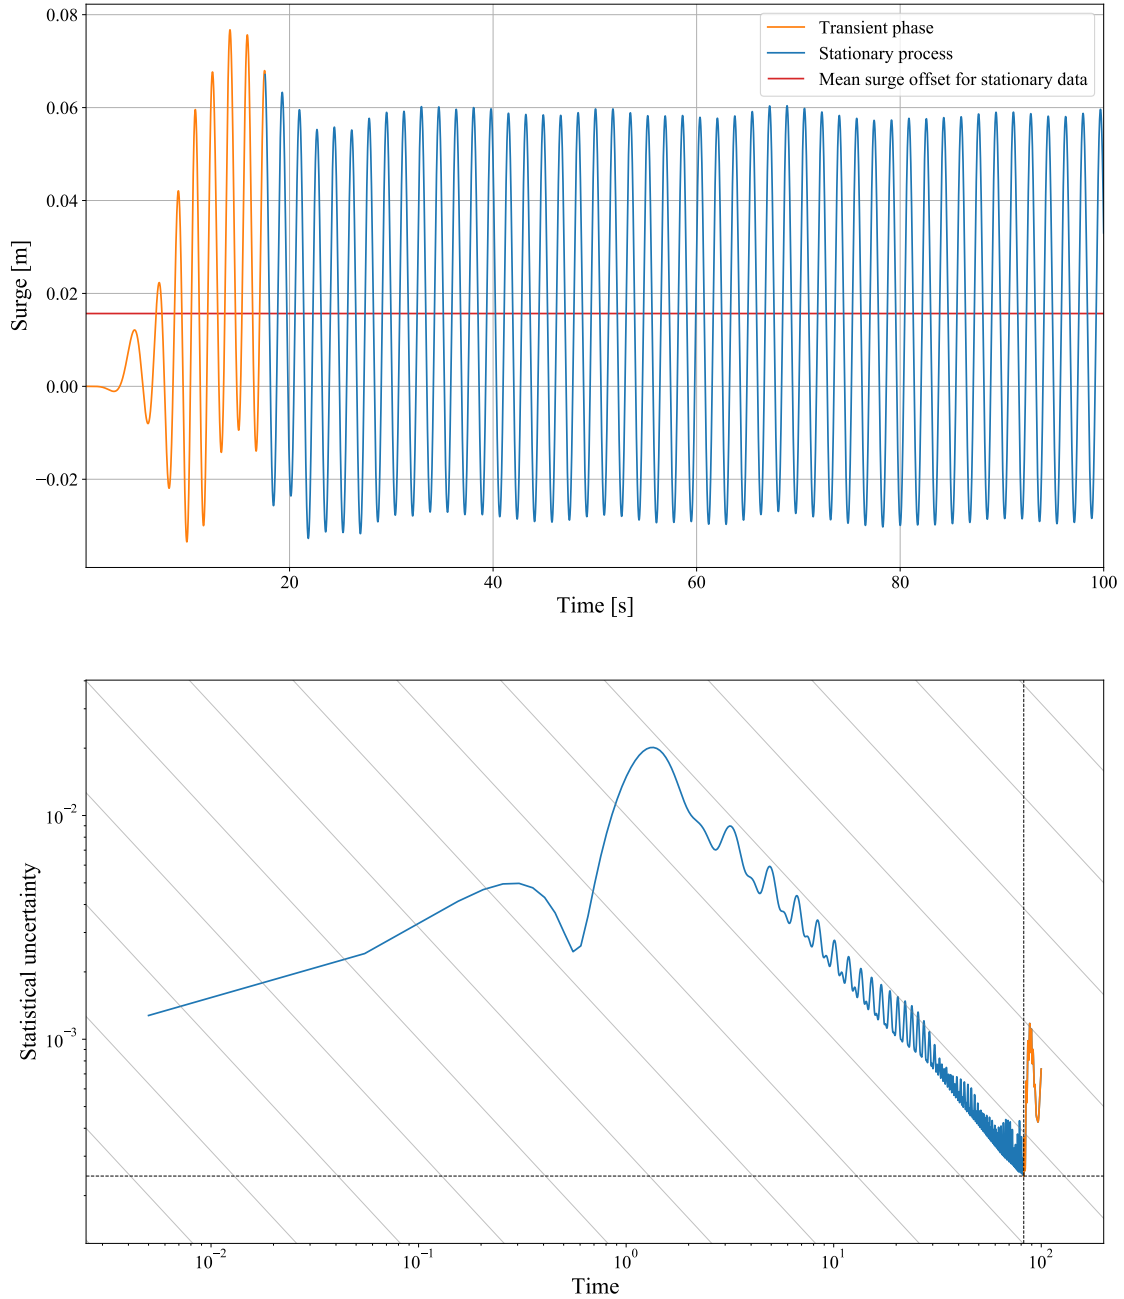 0.08
0.06
0.04
0.02
0.00
−0.02
Surge [m]
Transient phase
Stationary process
Mean surge offset for stationary data
20
40
60
80
100
Time [s]
10⁻²
10⁻³
Statistical uncertainty
10⁻²
10⁻¹
10⁰
10¹
10²
Time